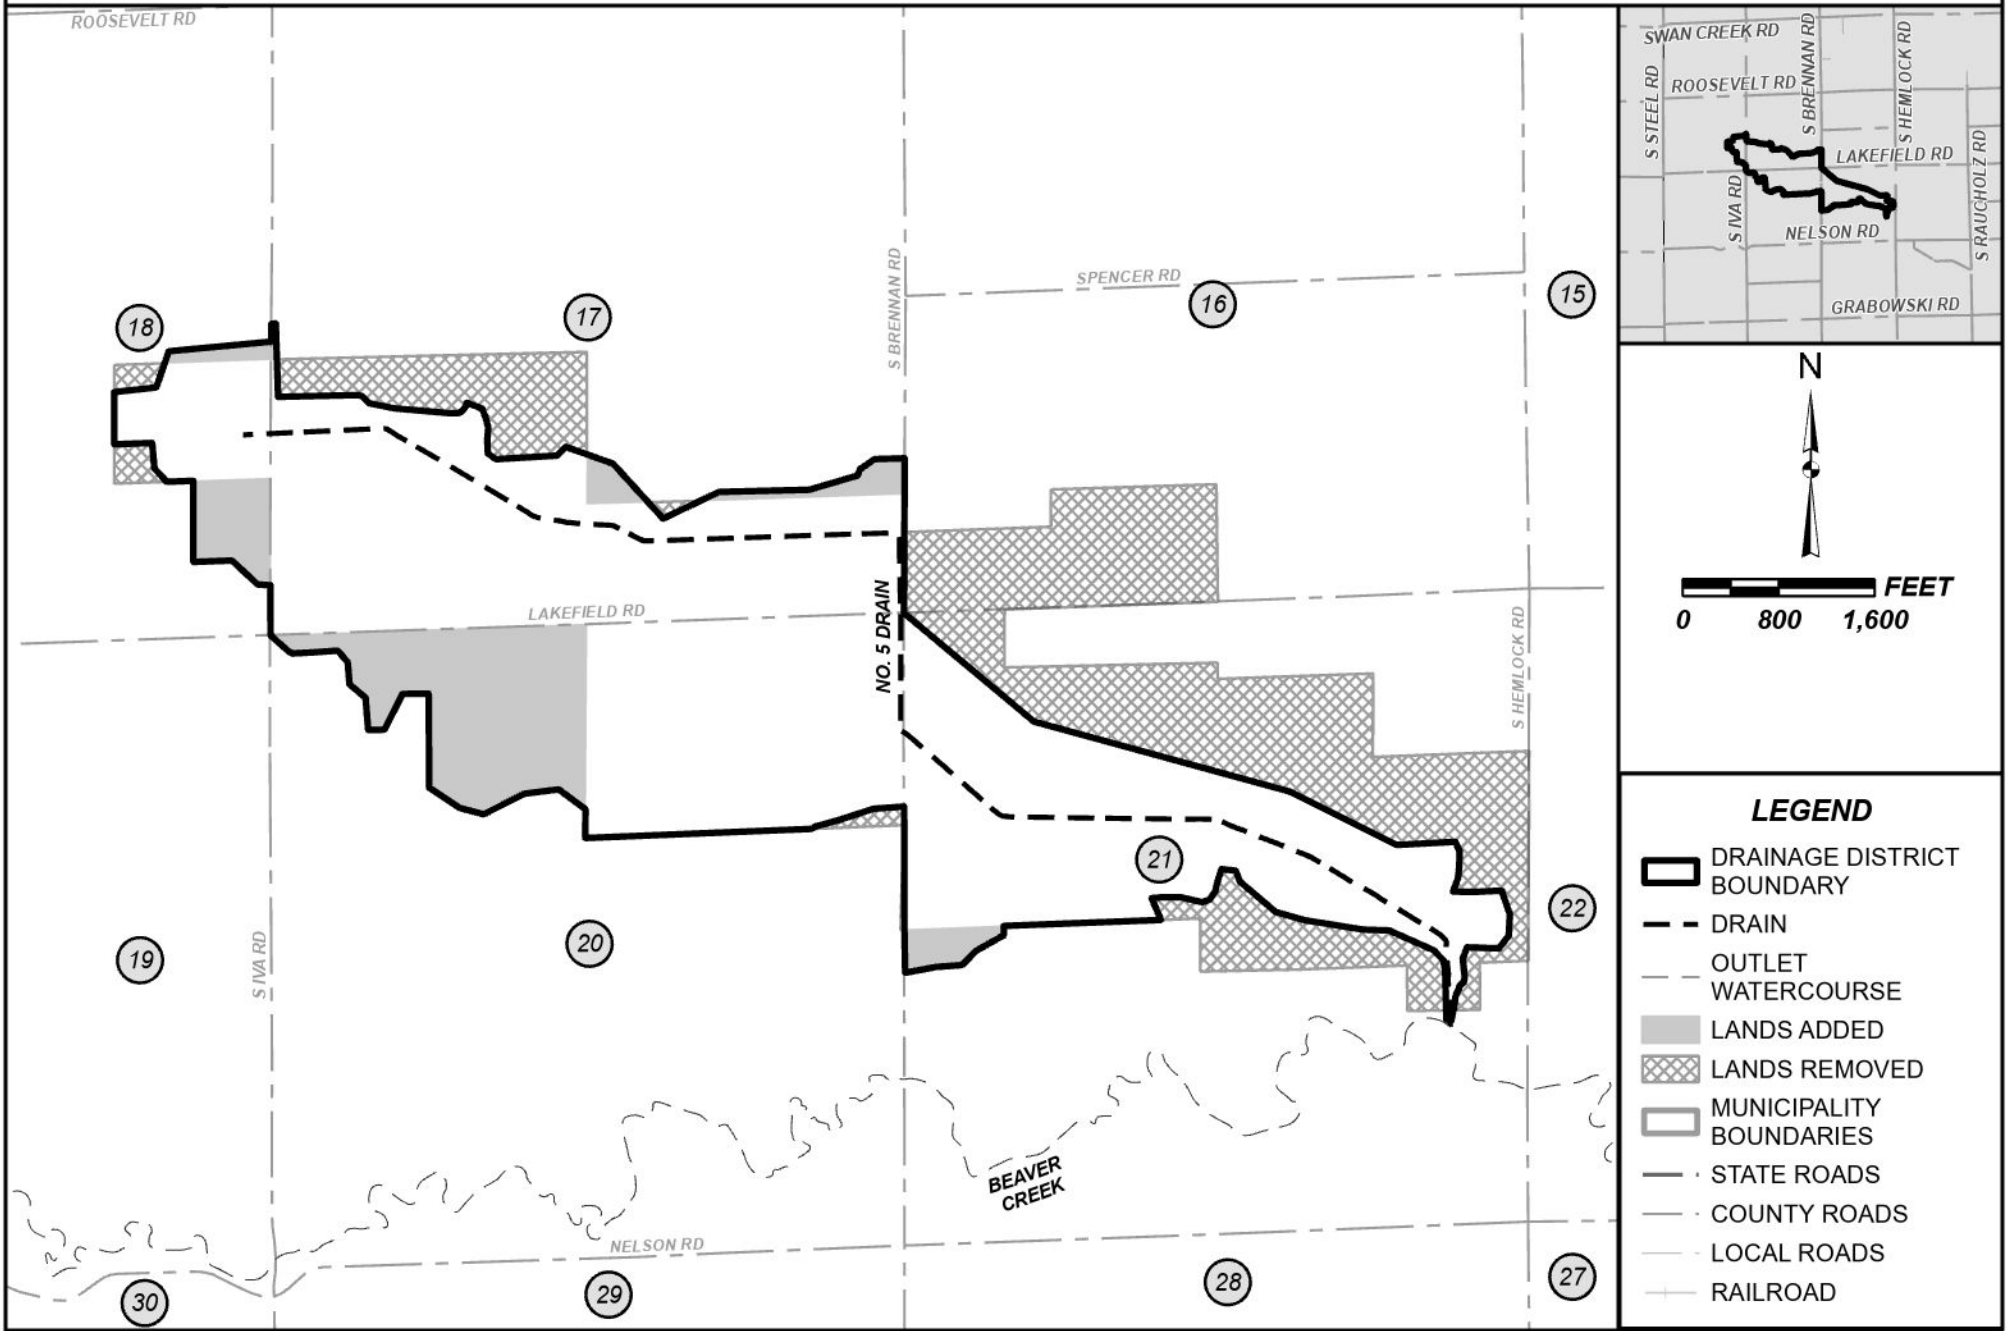 ROOSEVELT RD
S BRENNAN RD
SPENCER RD
18
17
16
15
LAKEFIELD RD
NO. 5 DRAIN
S HEMLOCK RD
21
22
19
20
S IVA RD
BEAVER
CREEK
NELSON RD
30
29
28
27
SWAN CREEK RD
S STEEL RD
ROOSEVELT RD
S BRENNAN RD
S HEMLOCK RD
LAKEFIELD RD
S IVA RD
NELSON RD
S RAUCHOLZ RD
GRABOWSKI RD
N
FEET
0 800 1,600
LEGEND
DRAINAGE DISTRICT
BOUNDARY
DRAIN
OUTLET
WATERCOURSE
LANDS ADDED
LANDS REMOVED
MUNICIPALITY
BOUNDARIES
STATE ROADS
COUNTY ROADS
LOCAL ROADS
RAILROAD